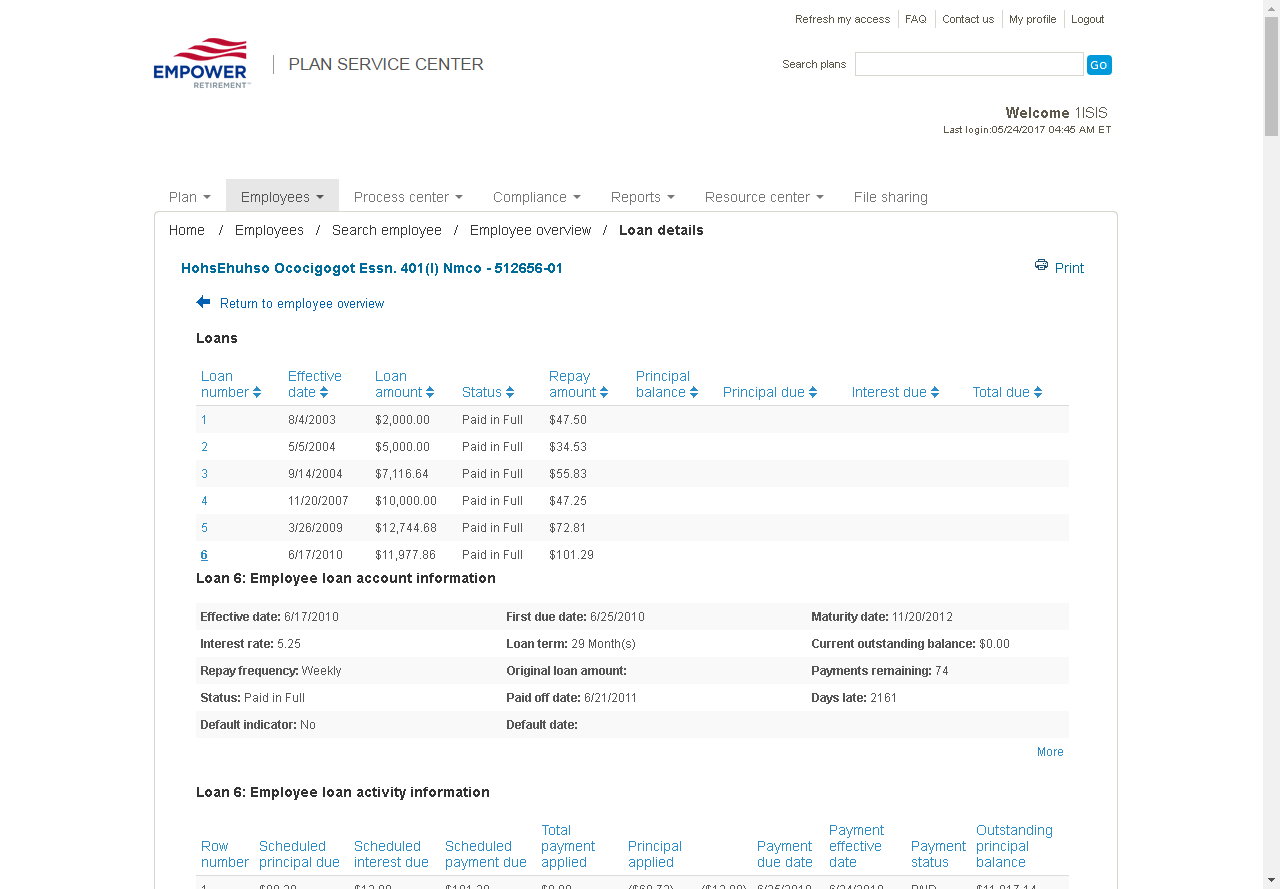 Refresh my access FAQ Contact us My profile Logout
EMPOWER
RETIREMENT™
PLAN SERVICE CENTER
Search plans Go
Welcome 1ISIS
Last login:05/24/2017 04:45 AM ET
Plan Employees Process center Compliance Reports Resource center File sharing
Home / Employees / Search employee / Employee overview / Loan details
HohsEhuhso Ococigogot Essn. 401(I) Nmco - 512656-01
Print
Return to employee overview
Loans
Loan number Effective date Loan amount Status Repay amount Principal balance Principal due Interest due Total due
1 8/4/2003 $2,000.00 Paid in Full $47.50
2 5/5/2004 $5,000.00 Paid in Full $34.53
3 9/14/2004 $7,116.64 Paid in Full $55.83
4 11/20/2007 $10,000.00 Paid in Full $47.25
5 3/26/2009 $12,744.68 Paid in Full $72.81
6 6/17/2010 $11,977.86 Paid in Full $101.29
Loan 6: Employee loan account information
Effective date: 6/17/2010 First due date: 6/25/2010 Maturity date: 11/20/2012
Interest rate: 5.25 Loan term: 29 Month(s) Current outstanding balance: $0.00
Repay frequency: Weekly Original loan amount: Payments remaining: 74
Status: Paid in Full Paid off date: 6/21/2011 Days late: 2161
Default indicator: No Default date:
More
Loan 6: Employee loan activity information
Row number Scheduled principal due Scheduled interest due Scheduled payment due Total payment applied Principal applied Payment due date Payment effective date Payment status Outstanding principal balance